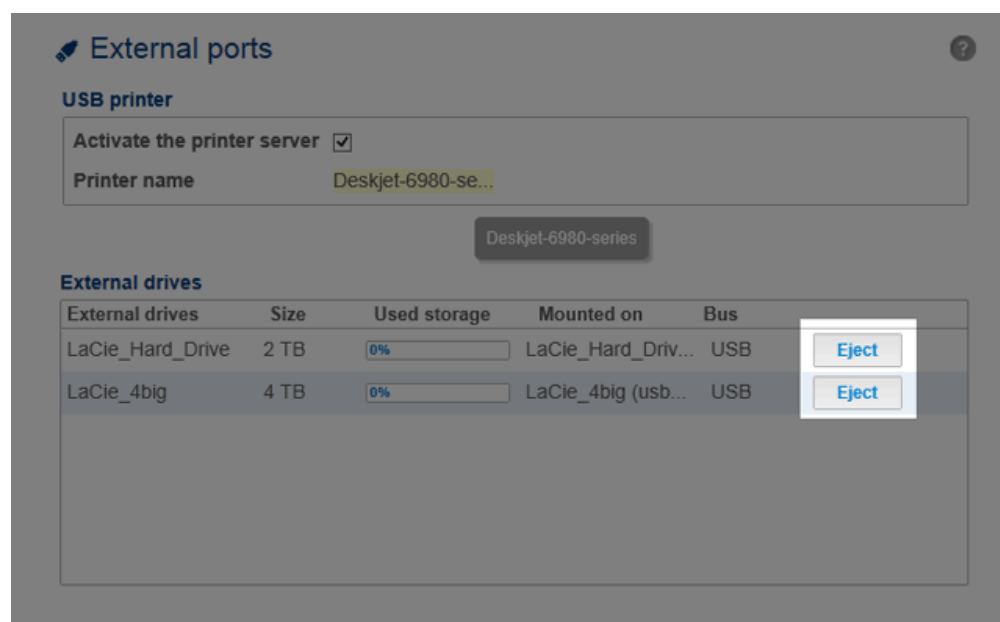 External ports
?
USB printer
Activate the printer server
Printer name Deskjet-6980-se...
Deskjet-6980-series
External drives
External drives Size Used storage Mounted on Bus
LaCie_Hard_Drive 2 TB 0% LaCie_Hard_Driv... USB Eject
LaCie_4big 4 TB 0% LaCie_4big (usb... USB Eject